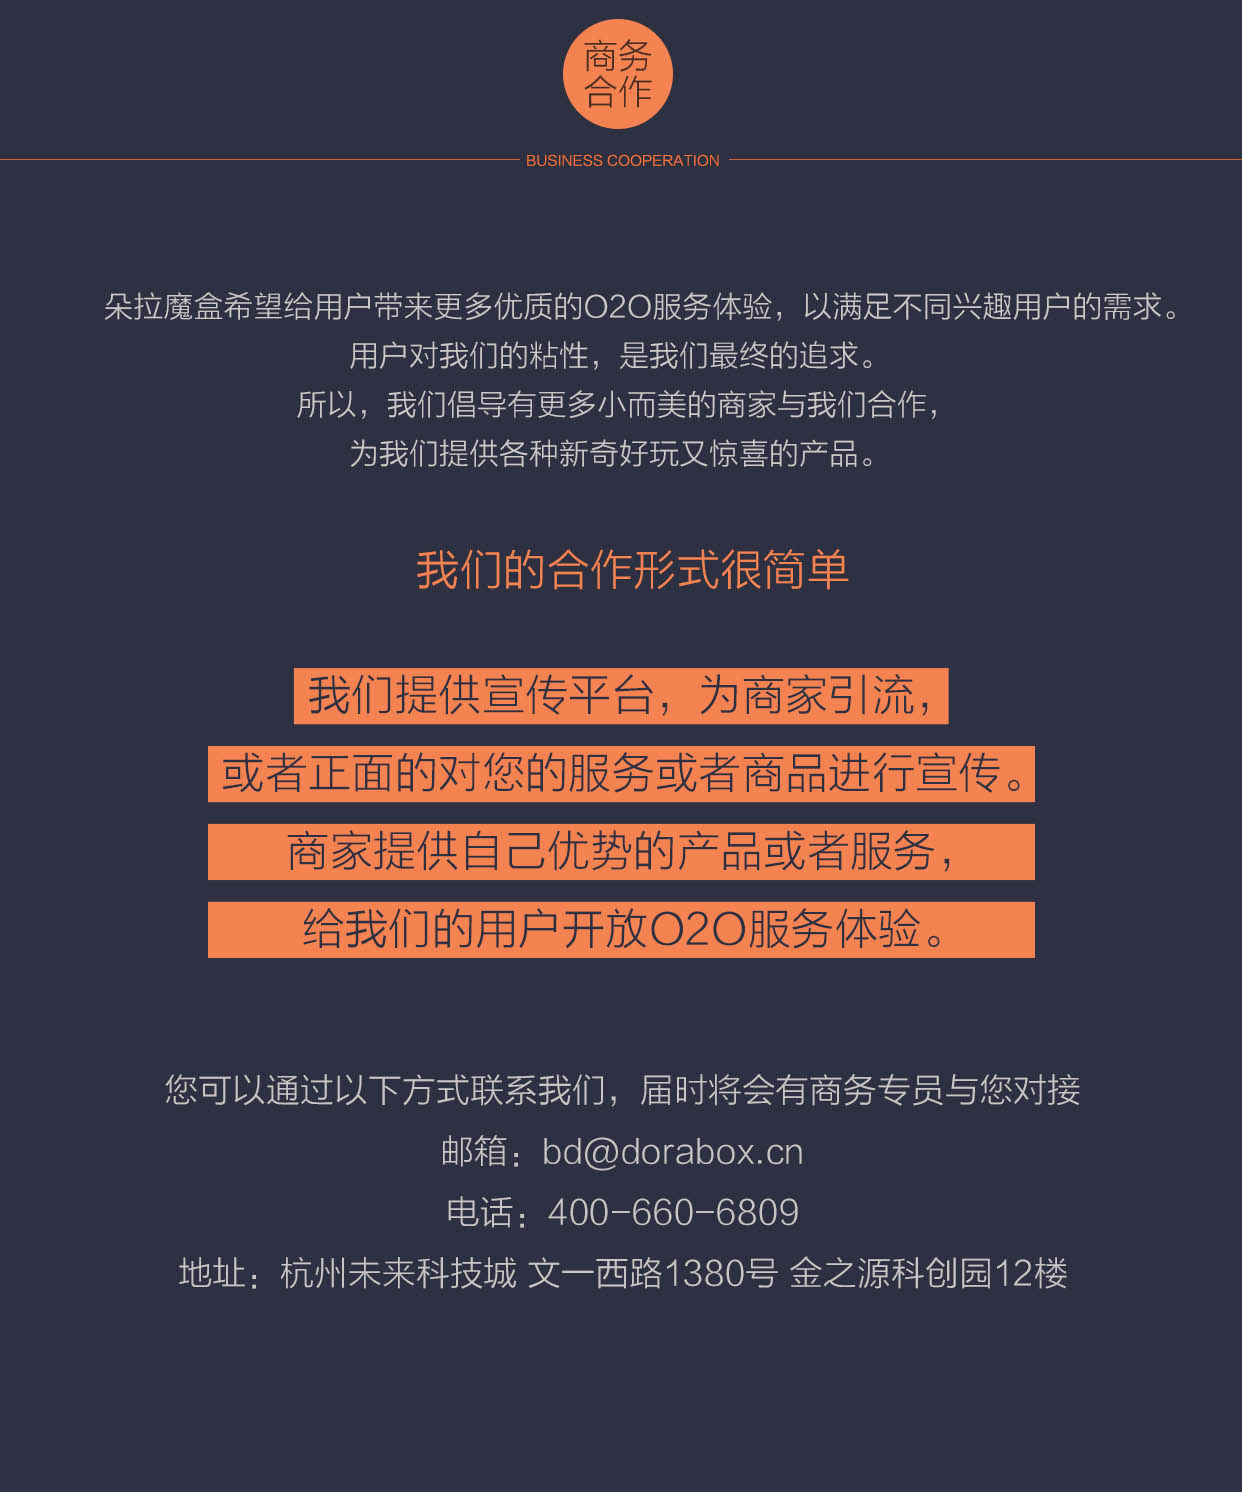 商务
合作
BUSINESS COOPERATION
朵拉魔盒希望给用户带来更多优质的O2O服务体验，以满足不同兴趣用户的需求。
用户对我们的粘性，是我们最终的追求。
所以，我们倡导有更多小而美的商家与我们合作，
为我们提供各种新奇好玩又惊喜的产品。
我们的合作形式很简单
我们提供宣传平台，为商家引流，
或者正面的对您的服务或者商品进行宣传。
商家提供自己优势的产品或者服务，
给我们的用户开放O2O服务体验。
您可以通过以下方式联系我们，届时将会有商务专员与您对接
邮箱：bd@dorabox.cn
电话：400-660-6809
地址：杭州未来科技城 文一西路1380号 金之源科创园12楼